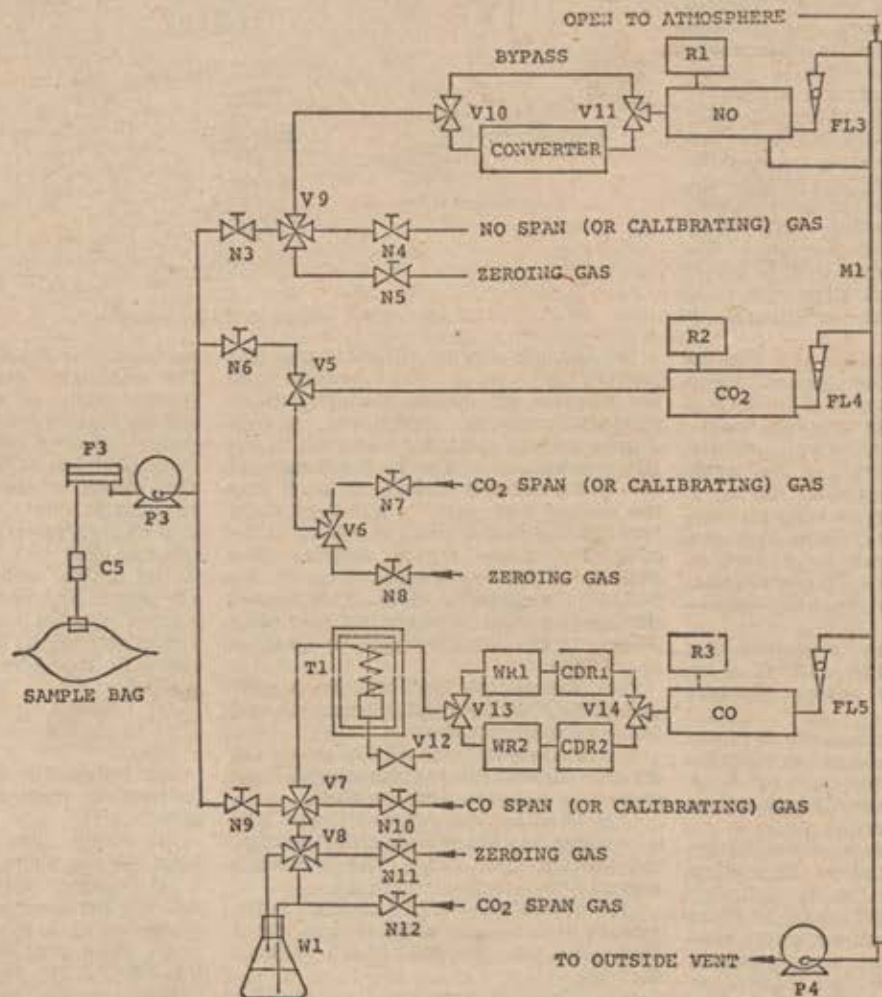 OPEN TO ATMOSPHERE
BYPASS
R1
V10
V11
NO
FL3
CONVERTER
V9
N3
N4
NO SPAN (OR CALIBRATING) GAS
N5
ZEROING GAS
M1
R2
N6
V5
CO2
FL4
F3
P3
N7
CO2 SPAN (OR CALIBRATING) GAS
V6
C5
N8
ZEROING GAS
SAMPLE BAG
T1
WR1
CDR1
R3
V13
V14
CO
FL5
WR2
CDR2
V12
V7
N9
N10
CO SPAN (OR CALIBRATING) GAS
V8
N11
ZEROING GAS
N12
CO2 SPAN GAS
W1
TO OUTSIDE VENT
P4